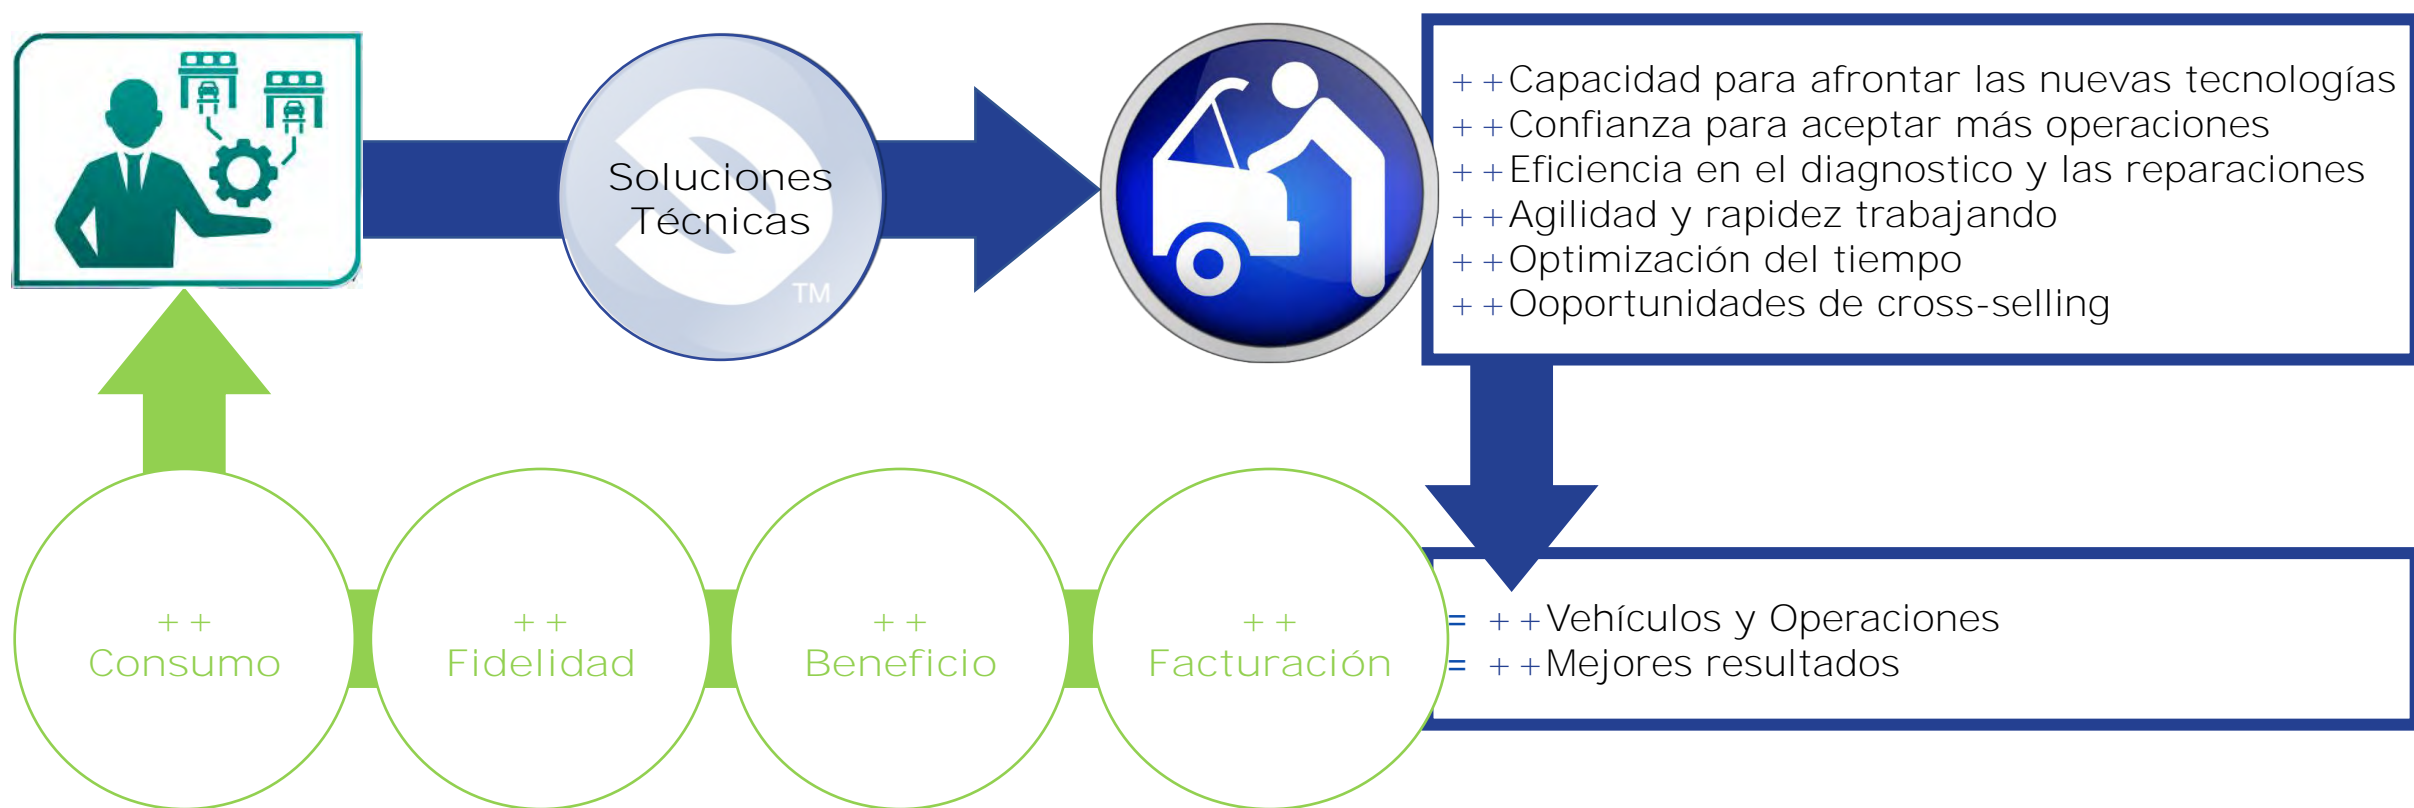 Soluciones
Técnicas
TM
++Capacidad para afrontar las nuevas tecnologías
++Confianza para aceptar más operaciones
++Eficiencia en el diagnostico y las reparaciones
++Agilidad y rapidez trabajando
++Optimización del tiempo
++Ooportunidades de cross-selling
++
Consumo
++
Fidelidad
++
Beneficio
++
Facturación
= ++Vehículos y Operaciones
= ++Mejores resultados